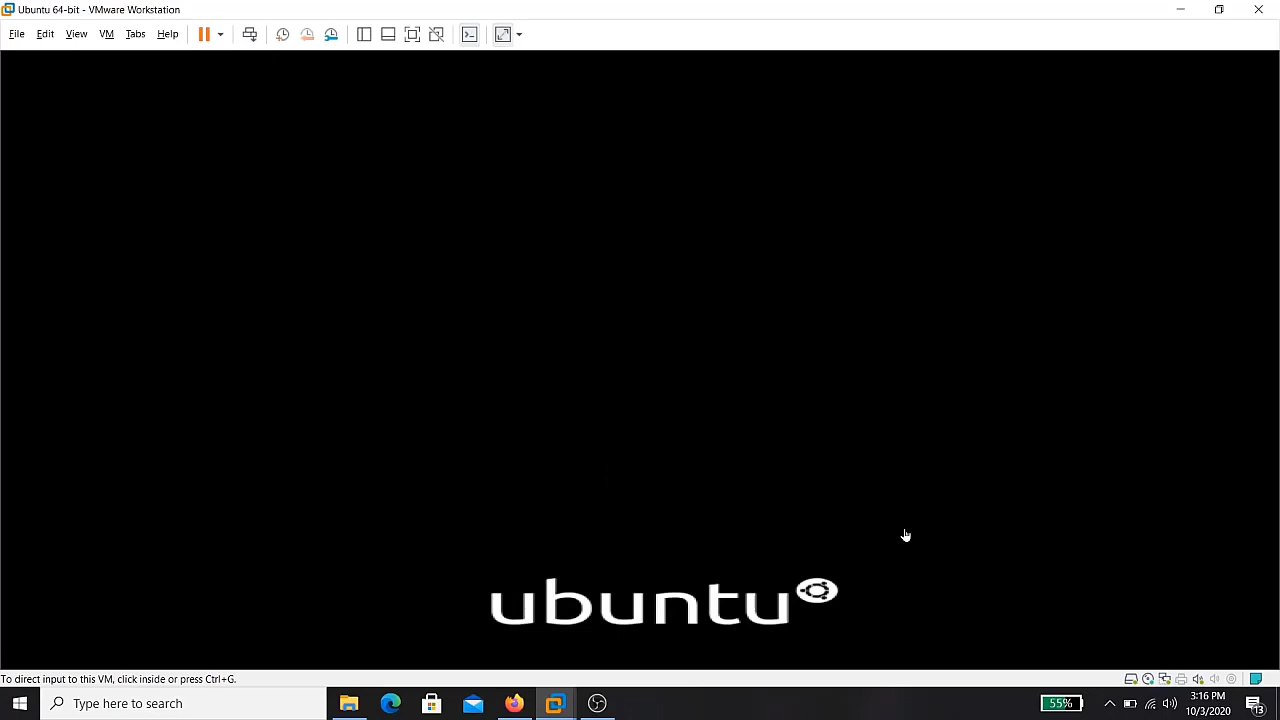 Ubuntu 64-bit - VMware Workstation
File Edit View VM Tabs Help
ubuntu
To direct input to this VM, click inside or press Ctrl+G.
Type here to search
55%
3:16 PM
10/3/2020
13